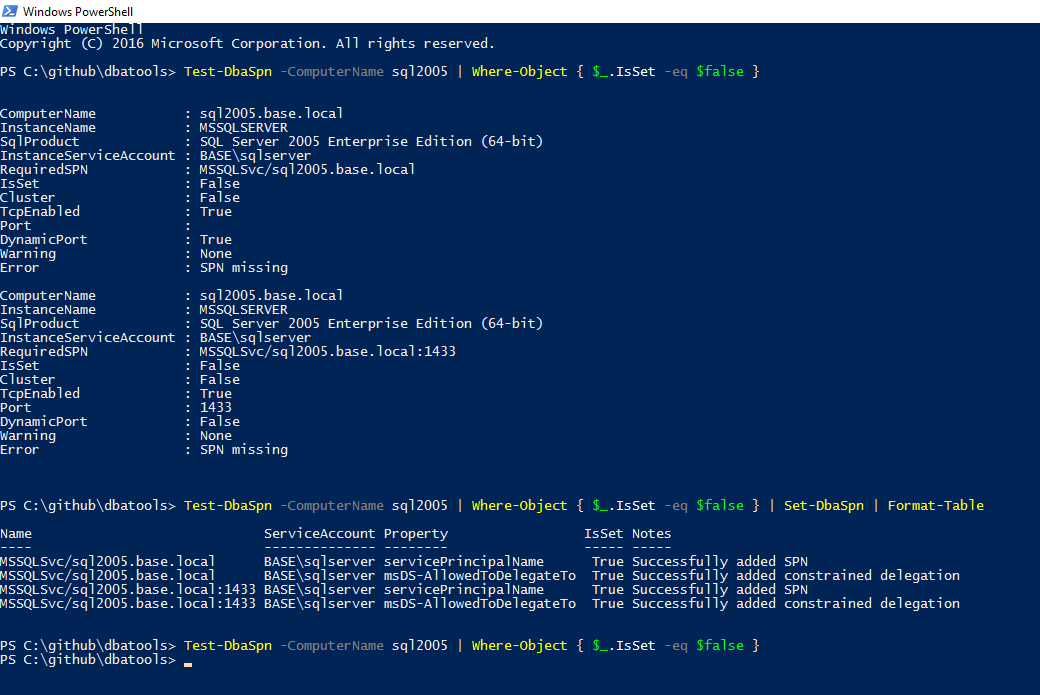 Windows PowerShell
Windows PowerShell
Copyright (C) 2016 Microsoft Corporation. All rights reserved.
PS C:\github\dbatools> Test-DbaSpn -ComputerName sql2005 | Where-Object { $_.IsSet -eq $false }
ComputerName           : sql2005.base.local
InstanceName           : MSSQLSERVER
SqlProduct             : SQL Server 2005 Enterprise Edition (64-bit)
InstanceServiceAccount : BASE\sqlserver
RequiredSPN            : MSSQLSvc/sql2005.base.local
IsSet                  : False
Cluster                : False
TcpEnabled             : True
Port                   :
DynamicPort            : True
Warning                : None
Error                  : SPN missing
ComputerName           : sql2005.base.local
InstanceName           : MSSQLSERVER
SqlProduct             : SQL Server 2005 Enterprise Edition (64-bit)
InstanceServiceAccount : BASE\sqlserver
RequiredSPN            : MSSQLSvc/sql2005.base.local:1433
IsSet                  : False
Cluster                : False
TcpEnabled             : True
Port                   : 1433
DynamicPort            : False
Warning                : None
Error                  : SPN missing
PS C:\github\dbatools> Test-DbaSpn -ComputerName sql2005 | Where-Object { $_.IsSet -eq $false } | Set-DbaSpn | Format-Table
Name                             ServiceAccount Property                 IsSet Notes
----                             -------------- --------                 ----- -----
MSSQLSvc/sql2005.base.local      BASE\sqlserver servicePrincipalName      True Successfully added SPN
MSSQLSvc/sql2005.base.local      BASE\sqlserver msDS-AllowedToDelegateTo  True Successfully added constrained delegation
MSSQLSvc/sql2005.base.local:1433 BASE\sqlserver servicePrincipalName      True Successfully added SPN
MSSQLSvc/sql2005.base.local:1433 BASE\sqlserver msDS-AllowedToDelegateTo  True Successfully added constrained delegation
PS C:\github\dbatools> Test-DbaSpn -ComputerName sql2005 | Where-Object { $_.IsSet -eq $false }
PS C:\github\dbatools>